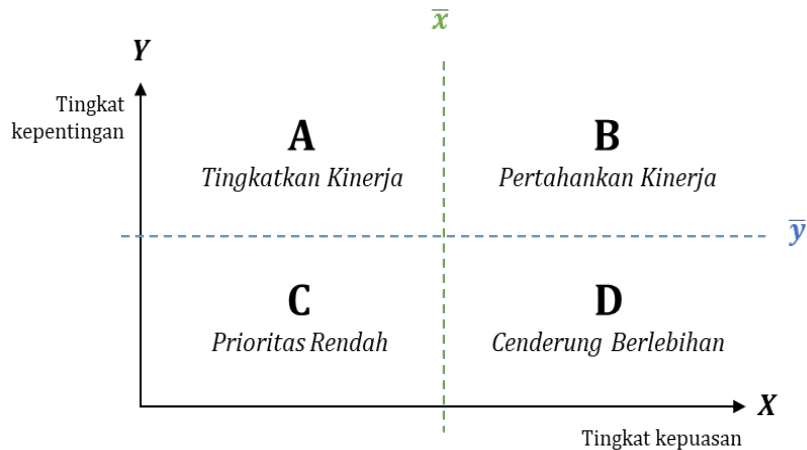 x̄
Y
Tingkat
kepentingan
A
Tingkatkan Kinerja
B
Pertahankan Kinerja
ȳ
C
Prioritas Rendah
D
Cenderung Berlebihan
X
Tingkat kepuasan